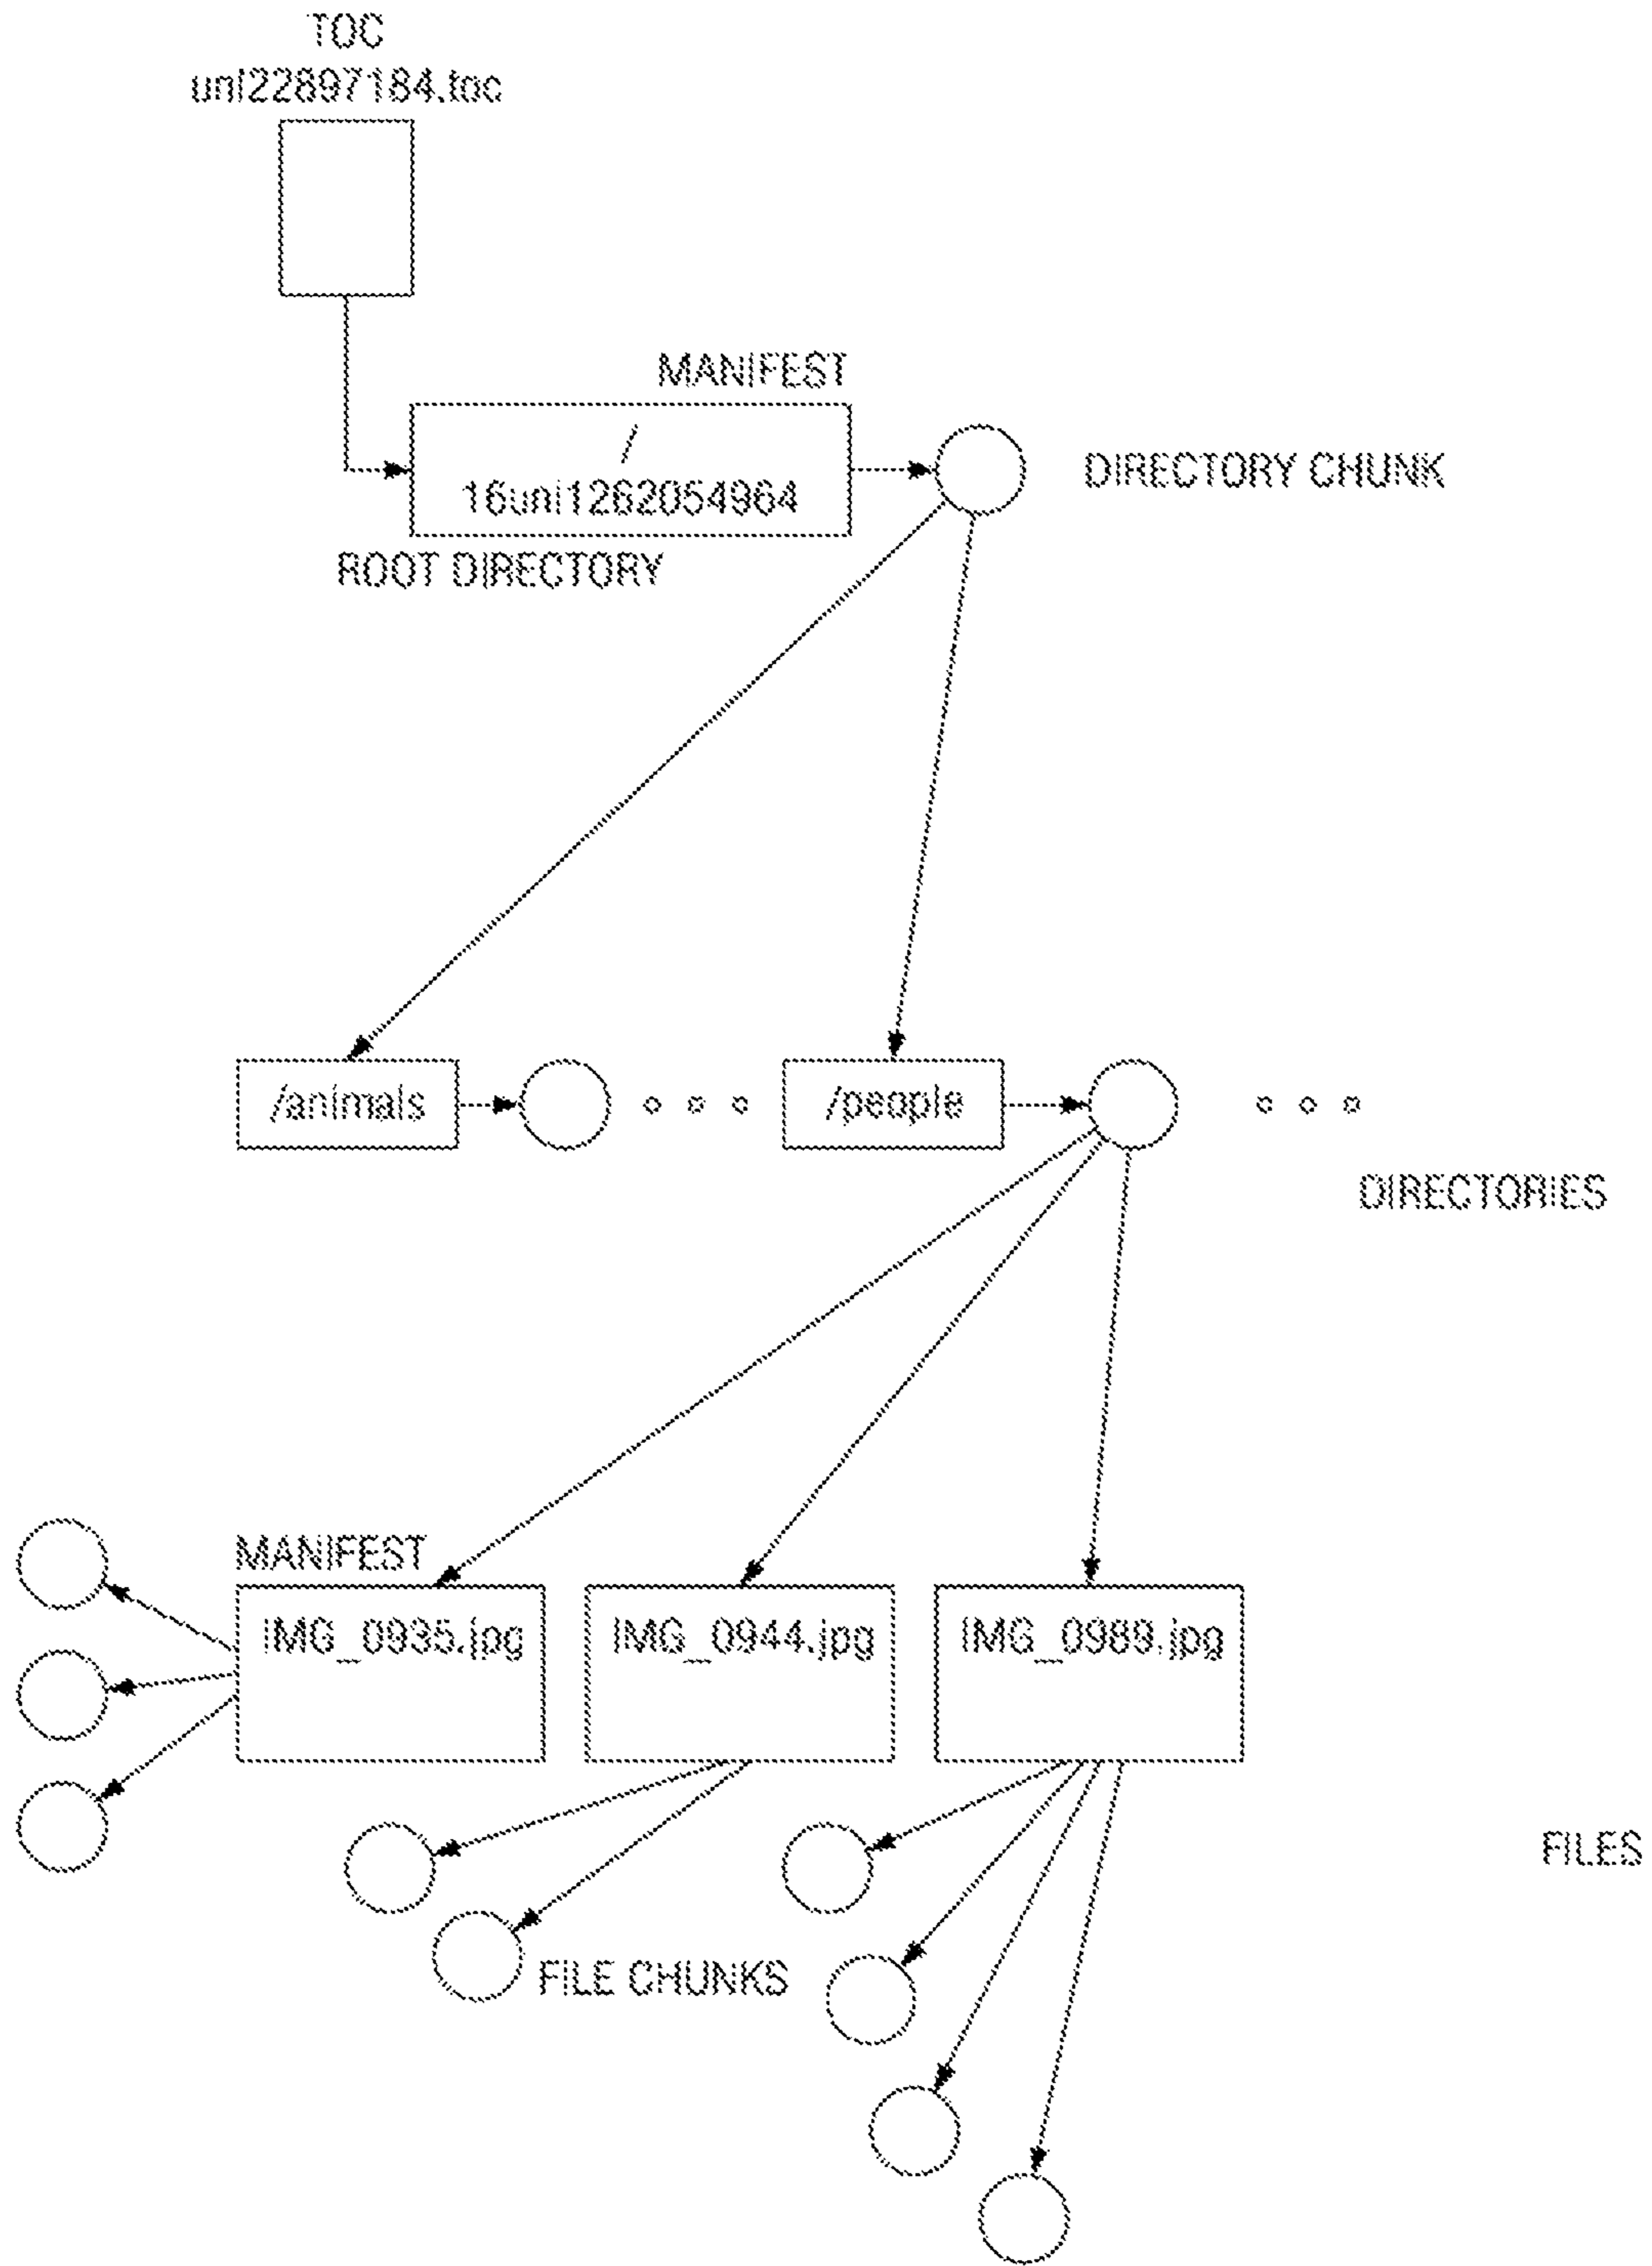 TOC
uni22897184.toc
MANIFEST
/
16uni1262054964
DIRECTORY CHUNK
ROOT DIRECTORY
/animals
/people
DIRECTORIES
MANIFEST
IMG_0935.jpg
IMG_0944.jpg
IMG_0989.jpg
FILES
FILE CHUNKS